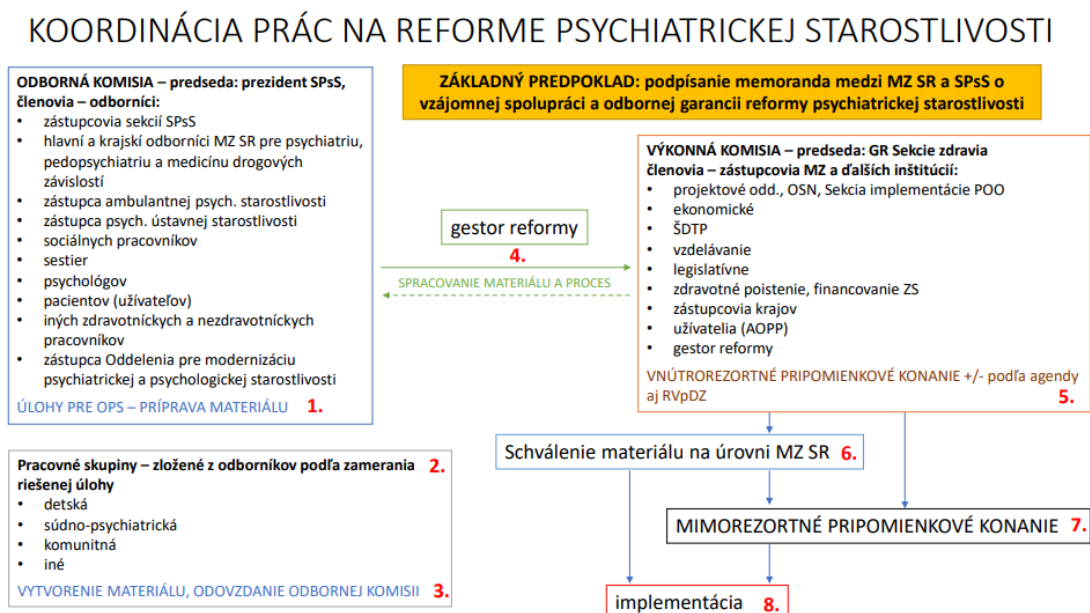 KOORDINÁCIA PRÁC NA REFORME PSYCHIATRICKEJ STAROSTLIVOSTI
ODBORNÁ KOMISIA – predseda: prezident SPsS,
členovia – odborníci:
• zástupcovia sekcií SPsS
• hlavní a krajskí odborníci MZ SR pre psychiatriu,
pedopsychiatriu a medicínu drogových
závislostí
• zástupca ambulantnej psych. starostlivosti
• zástupca psych. ústavnej starostlivosti
• sociálnych pracovníkov
• sestier
• psychológov
• pacientov (užívateľov)
• iných zdravotníckych a nezdravotníckych
pracovníkov
• zástupca Oddelenia pre modernizáciu
psychiatrickej a psychologickej starostlivosti
ÚLOHY PRE OPS – PRÍPRAVA MATERIÁLU 1.
Pracovné skupiny – zložené z odborníkov podľa zamerania 2.
riešenej úlohy
• detská
• súdno-psychiatrická
• komunitná
• iné
VYTVORENIE MATERIÁLU, ODOVZDANIE ODBORNEJ KOMISII 3.
ZÁKLADNÝ PREDPOKLAD: podpísanie memoranda medzi MZ SR a SPsS o
vzájomnej spolupráci a odbornej garancii reformy psychiatrickej starostlivosti
gestor reformy
4.
SPRACOVANIE MATERIÁLU A PROCES
VÝKONNÁ KOMISIA – predseda: GR Sekcie zdravia
členovia – zástupcovia MZ a ďalších inštitúcií:
• projektové odd., OSN, Sekcia implementácie POO
• ekonomické
• ŠDTP
• vzdelávanie
• legislatívne
• zdravotné poistenie, financovanie ZS
• zástupcovia krajov
• užívatelia (AOPP)
• gestor reformy
VNÚTROREZORTNÉ PRIPOMIENKOVÉ KONANIE +/- podľa agendy
aj RVpDZ 5.
Schválenie materiálu na úrovni MZ SR 6.
MIMOREZORTNÉ PRIPOMIENKOVÉ KONANIE 7.
implementácia 8.